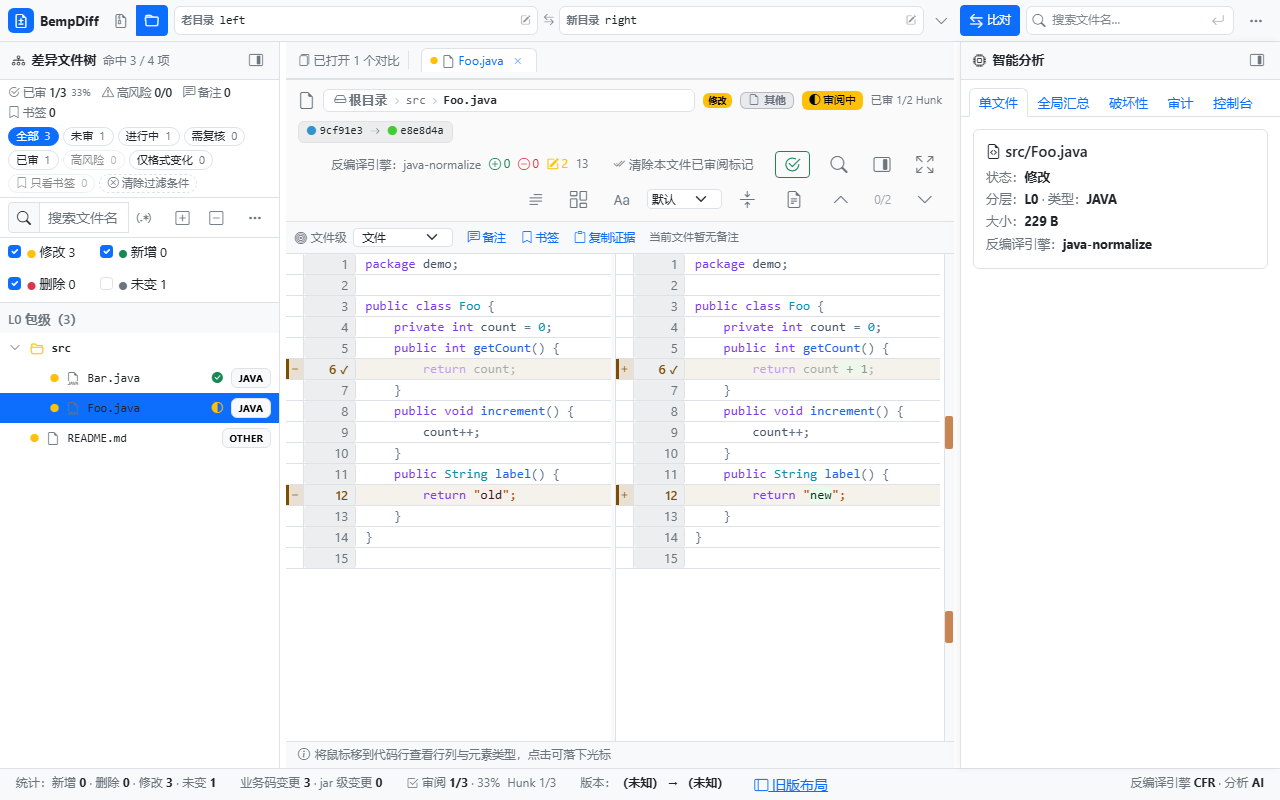 BempDiff 老目录 left 新目录 right 比对 搜索文件名...
差异文件树 命中 3 / 4 项
已审 1/3 33% 高风险 0/0 备注 0
书签 0
全部 3 未审 1 进行中 1 需复核 0
已审 1 高风险 0 仅格式变化 0
只看书签 0 清除过滤条件
搜索文件名 (.*)
修改 3 新增 0
删除 0 未变 1
L0 包级（3）
src
Bar.java JAVA
Foo.java JAVA
README.md OTHER
已打开 1 个对比 Foo.java ×
根目录 › src › Foo.java 修改 其他 审阅中 已审 1/2 Hunk
9cf91e3 → e8e8d4a
反编译引擎: java-normalize 0 0 2 13 清除本文件已审阅标记
Aa 默认 0/2
文件级 文件 备注 书签 复制证据 当前文件暂无备注
1 package demo;
2
3 public class Foo {
4 private int count = 0;
5 public int getCount() {
− 6 ✓ return count;
7 }
8 public void increment() {
9 count++;
10 }
11 public String label() {
− 12 return "old";
13 }
14 }
15
1 package demo;
2
3 public class Foo {
4 private int count = 0;
5 public int getCount() {
+ 6 ✓ return count + 1;
7 }
8 public void increment() {
9 count++;
10 }
11 public String label() {
+ 12 return "new";
13 }
14 }
15
将鼠标移到代码行查看行列与元素类型，点击可落下光标
智能分析
单文件 全局汇总 破坏性 审计 控制台
src/Foo.java
状态: 修改
分层: L0 · 类型: JAVA
大小: 229 B
反编译引擎: java-normalize
统计: 新增 0 · 删除 0 · 修改 3 · 未变 1 业务码变更 3 · jar 级变更 0 审阅 1/3 · 33% Hunk 1/3 版本: (未知) → (未知) 旧版布局 反编译引擎 CFR · 分析 AI